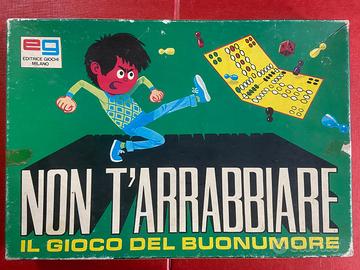 eg
EDITRICE GIOCHI
MILANO
NON T'ARRABBIARE
IL GIOCO DEL BUONUMORE